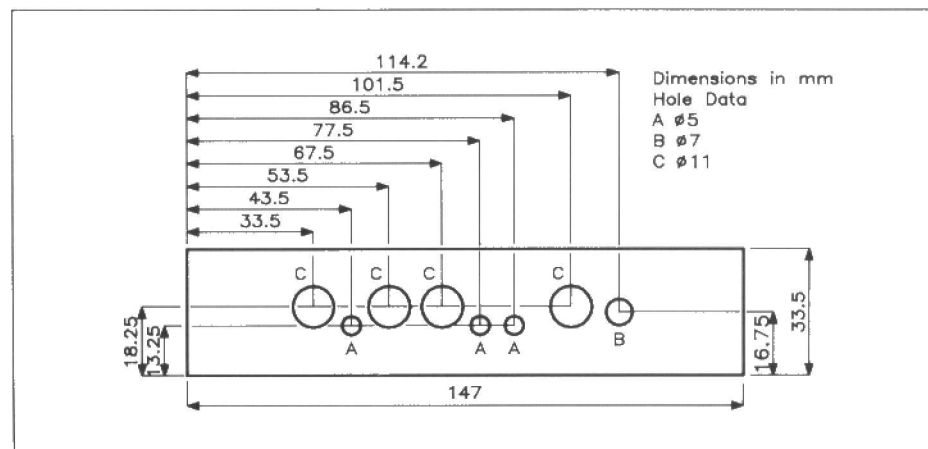 114.2
Dimensions in mm
101.5
Hole Data
86.5
A ø5
77.5
B ø7
67.5
C ø11
53.5
43.5
33.5
C
C
C
C
A
A
A
B
18.25
13.25
16.75
33.5
147